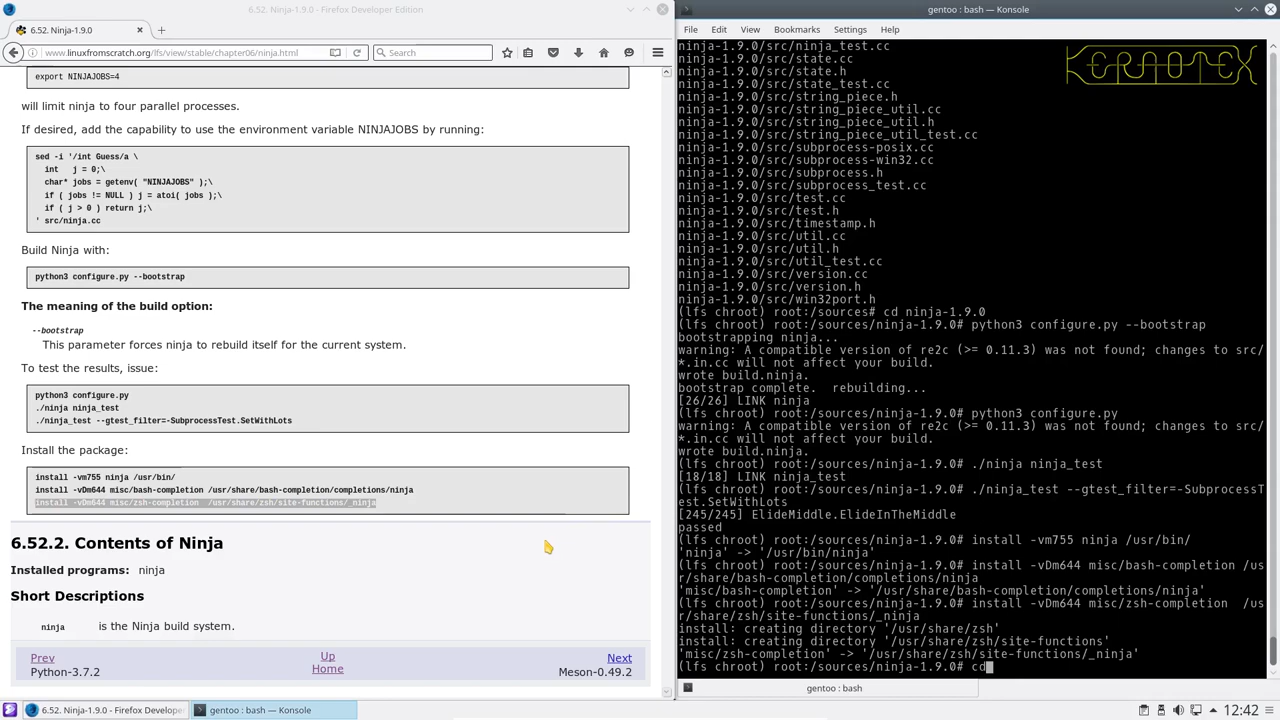 6.52. Ninja-1.9.0 - Firefox Developer Edition
6.52. Ninja-1.9.0
www.linuxfromscratch.org/lfs/view/stable/chapter06/ninja.html
Search
export NINJAJOBS=4
will limit ninja to four parallel processes.
If desired, add the capability to use the environment variable NINJAJOBS by running:
sed -i '/int Guess/a \
int   j = 0;\
char* jobs = getenv( "NINJAJOBS" );\
if ( jobs != NULL ) j = atoi( jobs );\
if ( j > 0 ) return j;\
' src/ninja.cc
Build Ninja with:
python3 configure.py --bootstrap
The meaning of the build option:
--bootstrap
This parameter forces ninja to rebuild itself for the current system.
To test the results, issue:
python3 configure.py
./ninja ninja_test
./ninja_test --gtest_filter=-SubprocessTest.SetWithLots
Install the package:
install -vm755 ninja /usr/bin/
install -vDm644 misc/bash-completion /usr/share/bash-completion/completions/ninja
install -vDm644 misc/zsh-completion  /usr/share/zsh/site-functions/_ninja
6.52.2. Contents of Ninja
Installed programs: ninja
Short Descriptions
ninja is the Ninja build system.
Prev
Python-3.7.2
Up
Home
Next
Meson-0.49.2
gentoo : bash — Konsole
File Edit View Bookmarks Settings Help
KERNOTEX
ninja-1.9.0/src/ninja_test.cc
ninja-1.9.0/src/state.cc
ninja-1.9.0/src/state.h
ninja-1.9.0/src/state_test.cc
ninja-1.9.0/src/string_piece.h
ninja-1.9.0/src/string_piece_util.cc
ninja-1.9.0/src/string_piece_util.h
ninja-1.9.0/src/string_piece_util_test.cc
ninja-1.9.0/src/subprocess-posix.cc
ninja-1.9.0/src/subprocess-win32.cc
ninja-1.9.0/src/subprocess.h
ninja-1.9.0/src/subprocess_test.cc
ninja-1.9.0/src/test.cc
ninja-1.9.0/src/test.h
ninja-1.9.0/src/timestamp.h
ninja-1.9.0/src/util.cc
ninja-1.9.0/src/util.h
ninja-1.9.0/src/util_test.cc
ninja-1.9.0/src/version.cc
ninja-1.9.0/src/version.h
ninja-1.9.0/src/win32port.h
(lfs chroot) root:/sources# cd ninja-1.9.0
(lfs chroot) root:/sources/ninja-1.9.0# python3 configure.py --bootstrap
bootstrapping ninja...
warning: A compatible version of re2c (>= 0.11.3) was not found; changes to src/
*.in.cc will not affect your build.
wrote build.ninja.
bootstrap complete.  rebuilding...
[26/26] LINK ninja
(lfs chroot) root:/sources/ninja-1.9.0# python3 configure.py
warning: A compatible version of re2c (>= 0.11.3) was not found; changes to src/
*.in.cc will not affect your build.
wrote build.ninja.
(lfs chroot) root:/sources/ninja-1.9.0# ./ninja ninja_test
[18/18] LINK ninja_test
(lfs chroot) root:/sources/ninja-1.9.0# ./ninja_test --gtest_filter=-SubprocessT
est.SetWithLots
[245/245] ElideMiddle.ElideInTheMiddle
passed
(lfs chroot) root:/sources/ninja-1.9.0# install -vm755 ninja /usr/bin/
'ninja' -> '/usr/bin/ninja'
(lfs chroot) root:/sources/ninja-1.9.0# install -vDm644 misc/bash-completion /us
r/share/bash-completion/completions/ninja
'misc/bash-completion' -> '/usr/share/bash-completion/completions/ninja'
(lfs chroot) root:/sources/ninja-1.9.0# install -vDm644 misc/zsh-completion  /us
r/share/zsh/site-functions/_ninja
install: creating directory '/usr/share/zsh'
install: creating directory '/usr/share/zsh/site-functions'
'misc/zsh-completion' -> '/usr/share/zsh/site-functions/_ninja'
(lfs chroot) root:/sources/ninja-1.9.0# cd
gentoo : bash
6.52. Ninja-1.9.0 - Firefox Developer
gentoo : bash — Konsole
12:42